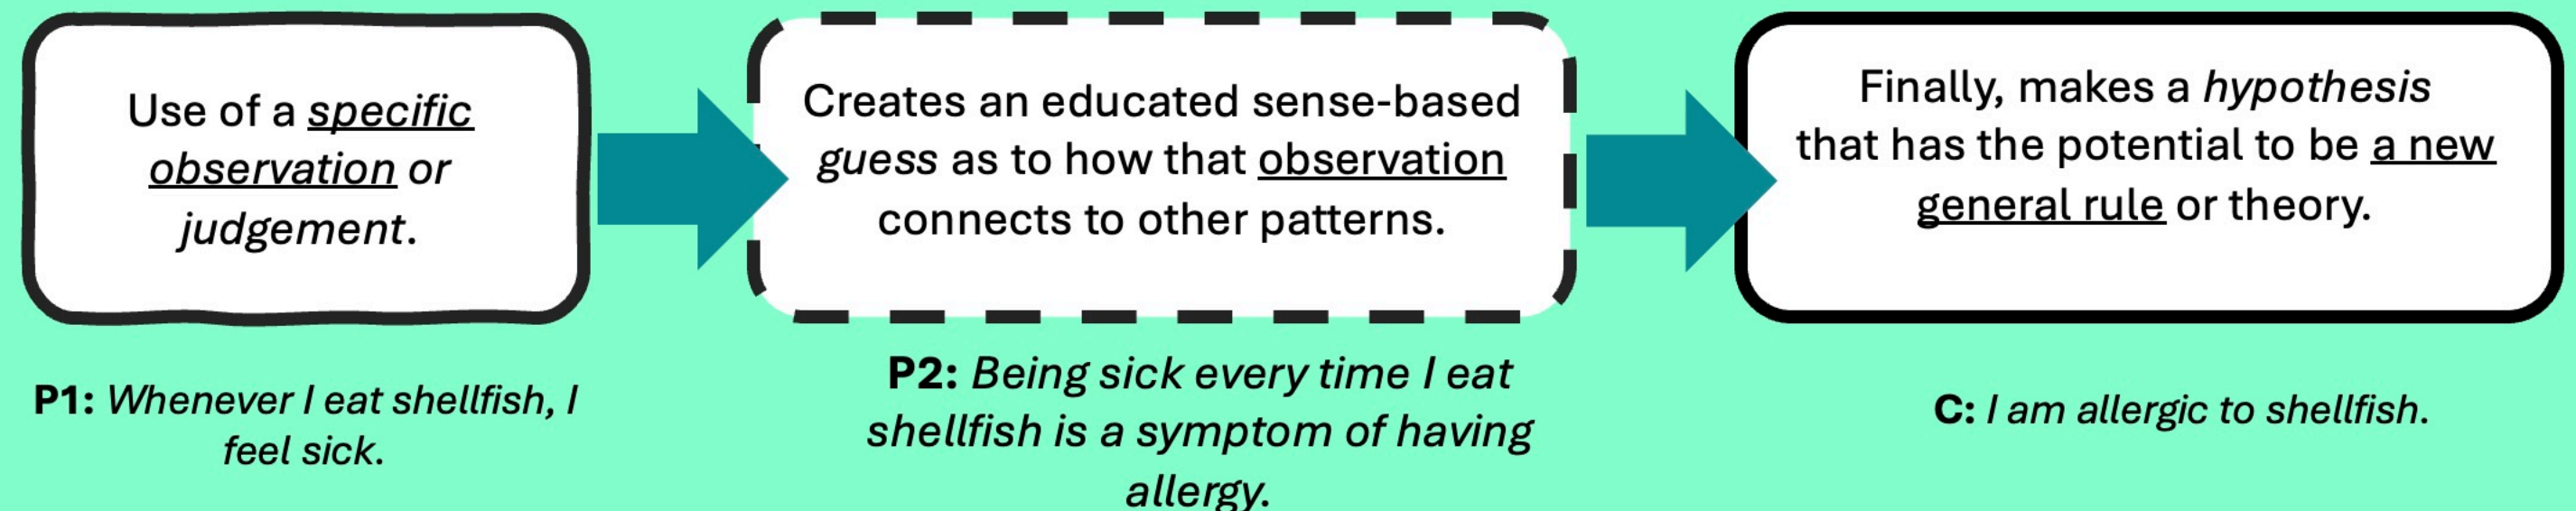 Use of a specific
observation or
judgement.
Creates an educated sense-based
guess as to how that observation
connects to other patterns.
Finally, makes a hypothesis
that has the potential to be a new
general rule or theory.
P1: Whenever I eat shellfish, I
feel sick.
P2: Being sick every time I eat
shellfish is a symptom of having
allergy.
C: I am allergic to shellfish.